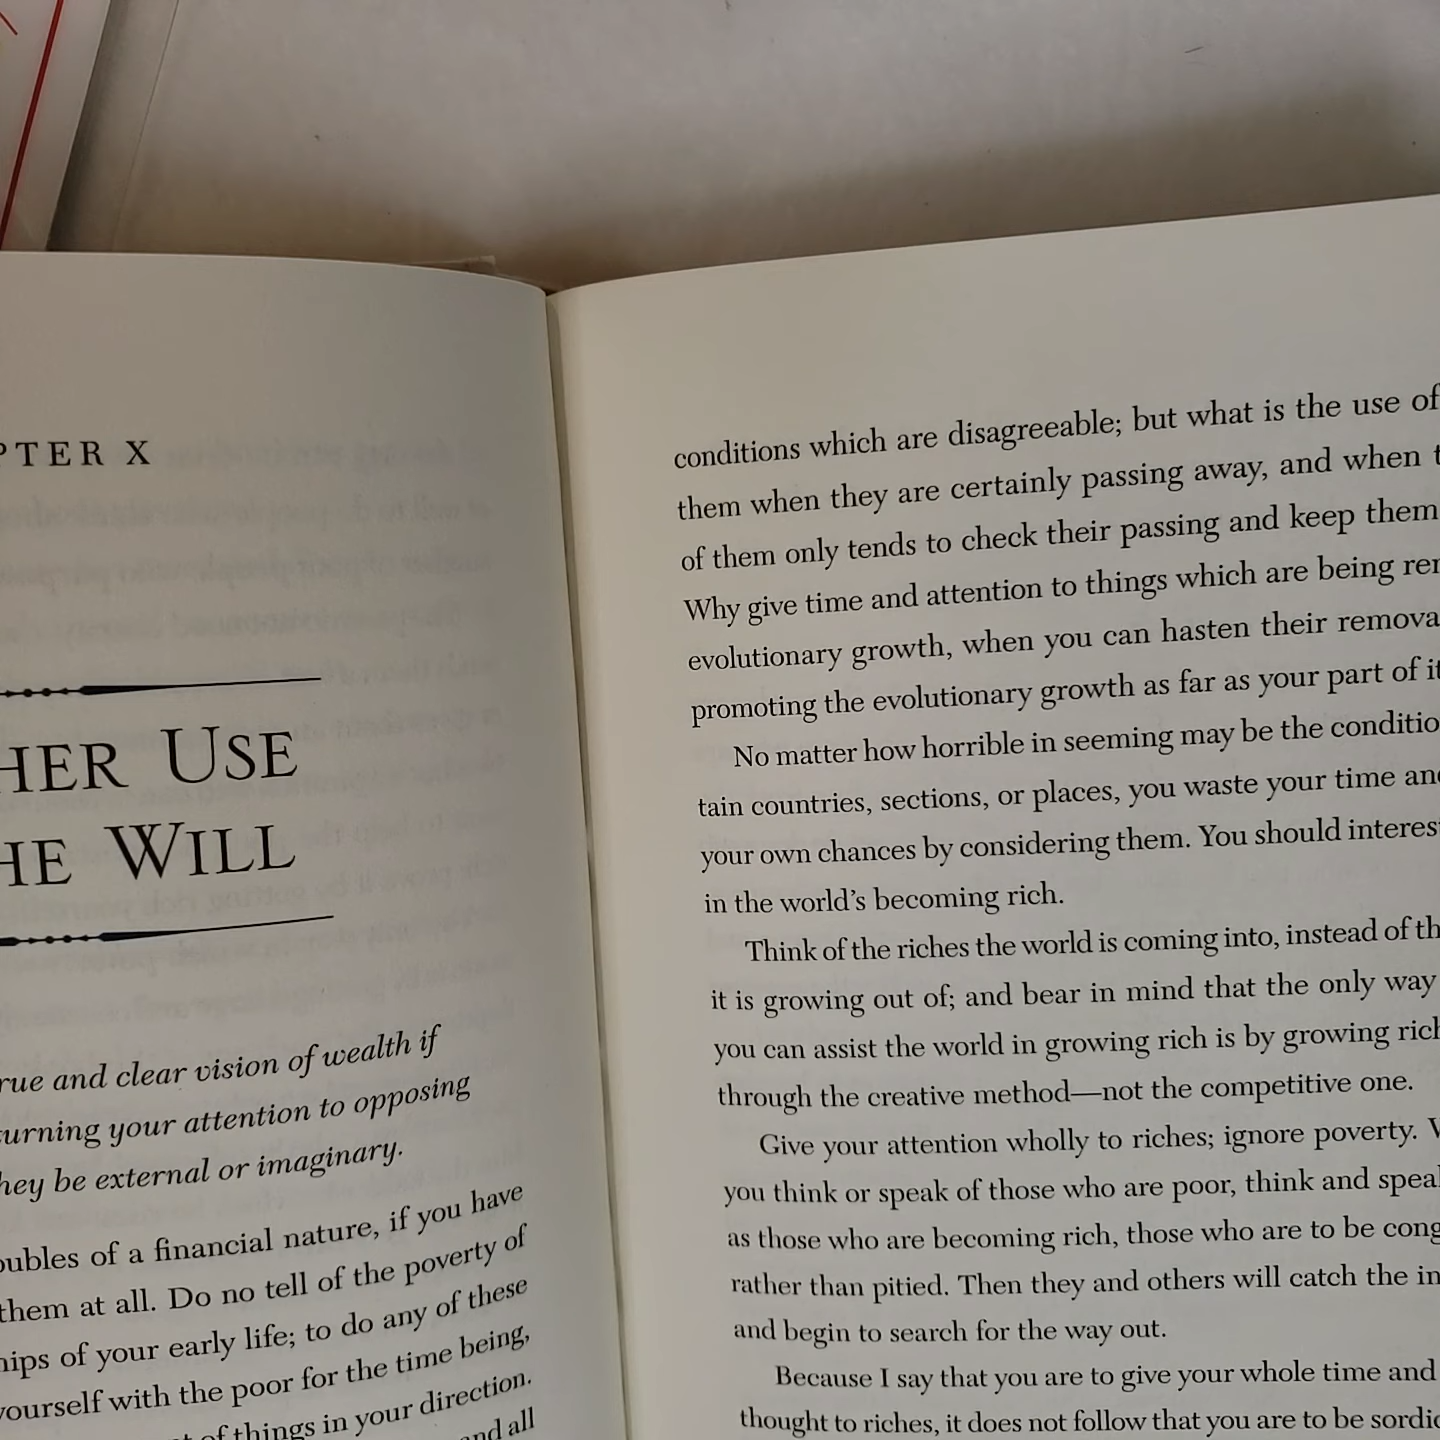 PTER X
HER USE
HE WILL
rue and clear vision of wealth if
turning your attention to opposing
hey be external or imaginary.
oubles of a financial nature, if you have
them at all. Do no tell of the poverty of
hips of your early life; to do any of these
yourself with the poor for the time being,
of things in your direction.
and all
conditions which are disagreeable; but what is the use of
them when they are certainly passing away, and when t
of them only tends to check their passing and keep them
Why give time and attention to things which are being rer
evolutionary growth, when you can hasten their remova
promoting the evolutionary growth as far as your part of it
No matter how horrible in seeming may be the conditio
tain countries, sections, or places, you waste your time and
your own chances by considering them. You should interes
in the world's becoming rich.
Think of the riches the world is coming into, instead of th
it is growing out of; and bear in mind that the only way
you can assist the world in growing rich is by growing rich
through the creative method—not the competitive one.
Give your attention wholly to riches; ignore poverty.
you think or speak of those who are poor, think and speak
as those who are becoming rich, those who are to be cong
rather than pitied. Then they and others will catch the in
and begin to search for the way out.
Because I say that you are to give your whole time and
thought to riches, it does not follow that you are to be sordid